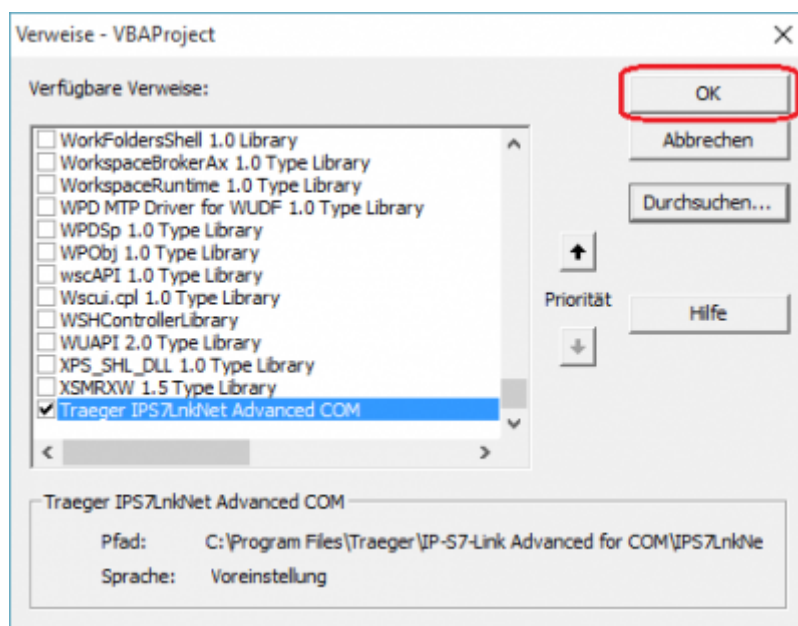 Verweise - VBAProject
Verfügbare Verweise:
OK
WorkFoldersShell 1.0 Library
Abbrechen
WorkspaceBrokerAx 1.0 Type Library
WorkspaceRuntime 1.0 Type Library
Durchsuchen...
WPD MTP Driver for WUDF 1.0 Type Library
WPDSp 1.0 Type Library
WPObj 1.0 Type Library
wscAPI 1.0 Type Library
Wscui.cpl 1.0 Type Library
Priorität
WSHControllerLibrary
Hilfe
WUAPI 2.0 Type Library
XPS_SHL_DLL 1.0 Type Library
XSMRXW 1.5 Type Library
Traeger IPS7LnkNet Advanced COM
Traeger IPS7LnkNet Advanced COM
Pfad: C:\Program Files\Traeger\IP-S7-Link Advanced for COM\IPS7LnkNe
Sprache: Voreinstellung